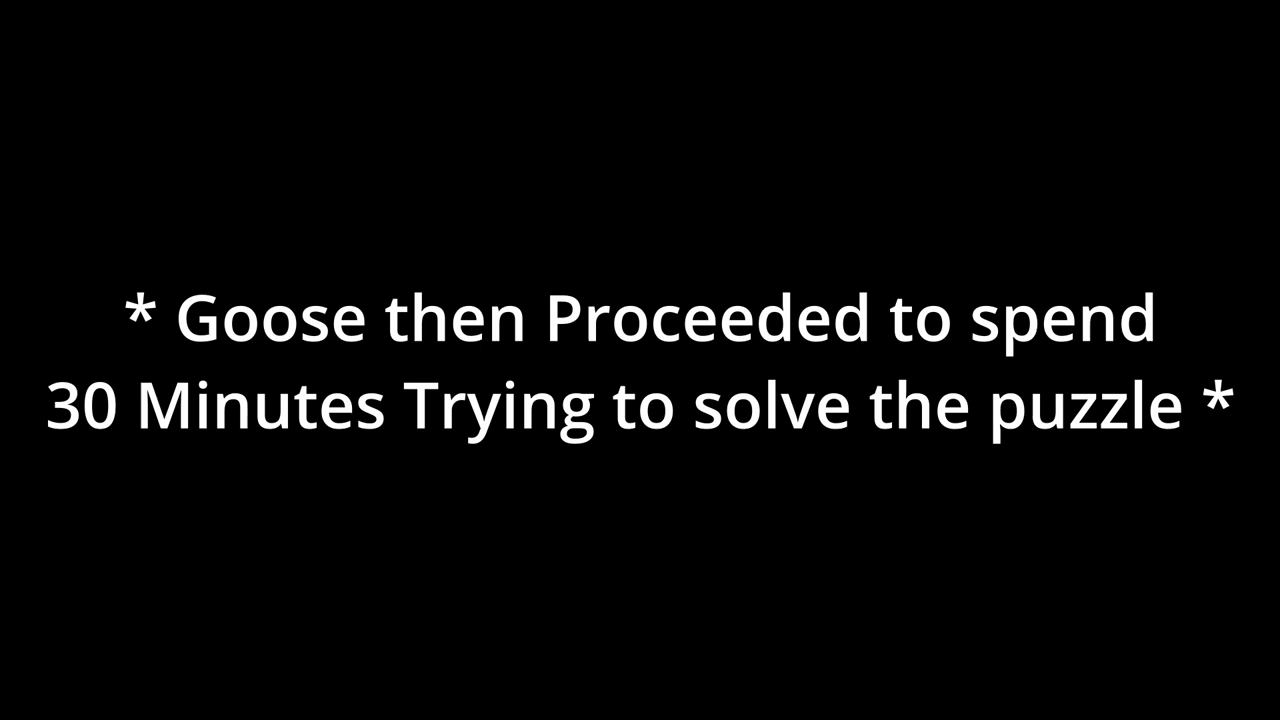 * Goose then Proceeded to spend
30 Minutes Trying to solve the puzzle *